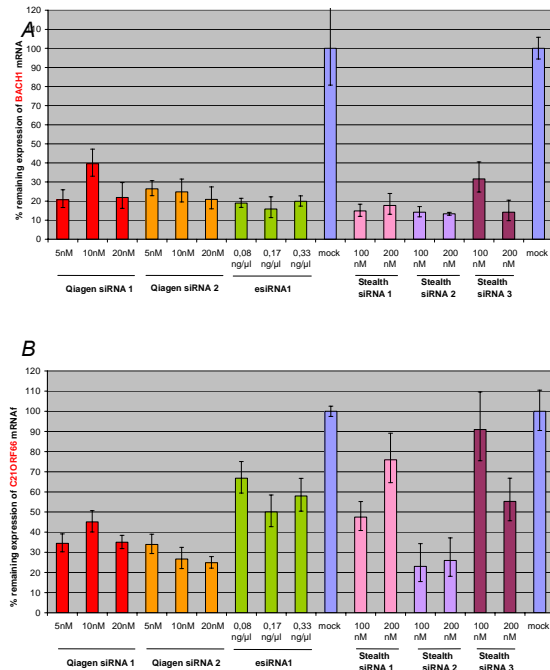 A
% remaining expression of BACH1 mRNA
120
110
100
90
80
70
60
50
40
30
20
10
0
5nM 10nM 20nM 5nM 10nM 20nM 0,08 0,17 0,33 mock 100 200 100 200 100 200 mock
ng/µl ng/µl ng/µl nM nM nM nM nM nM
Qiagen siRNA 1 Qiagen siRNA 2 esiRNA1 Stealth Stealth Stealth
siRNA 1 siRNA 2 siRNA 3
B
% remaining expression of C21ORF66 mRNAf
120
110
100
90
80
70
60
50
40
30
20
10
0
5nM 10nM 20nM 5nM 10nM 20nM 0,08 0,17 0,33 mock 100 200 100 200 100 200 mock
ng/µl ng/µl ng/µl nM nM nM nM nM nM
Qiagen siRNA 1 Qiagen siRNA 2 esiRNA1 Stealth Stealth Stealth
siRNA 1 siRNA 2 siRNA 3